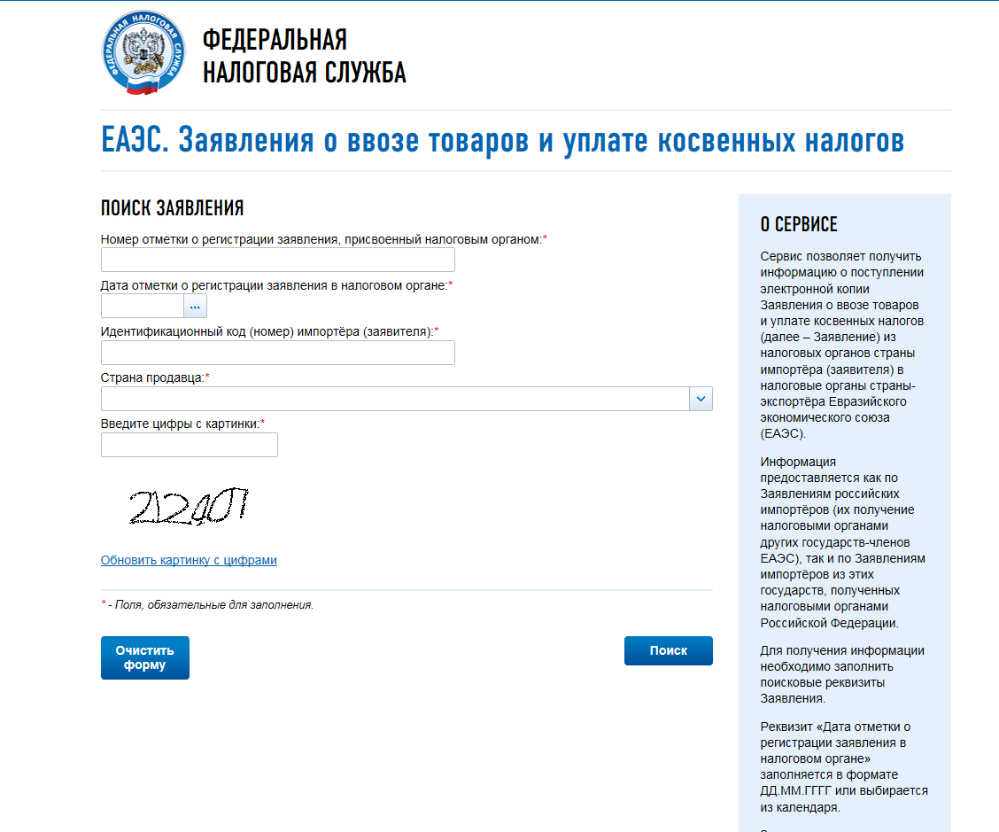 ФЕДЕРАЛЬНАЯ НАЛОГОВАЯ СЛУЖБА
ФЕДЕРАЛЬНАЯ
НАЛОГОВАЯ СЛУЖБА
ЕАЭС. Заявления о ввозе товаров и уплате косвенных налогов
ПОИСК ЗАЯВЛЕНИЯ
Номер отметки о регистрации заявления, присвоенный налоговым органом:*
Дата отметки о регистрации заявления в налоговом органе:*
...
Идентификационный код (номер) импортёра (заявителя):*
Страна продавца:*
Введите цифры с картинки:*
Обновить картинку с цифрами
* - Поля, обязательные для заполнения.
Очистить
форму
Поиск
О СЕРВИСЕ
Сервис позволяет получить
информацию о поступлении
электронной копии
Заявления о ввозе товаров
и уплате косвенных налогов
(далее – Заявление) из
налоговых органов страны
импортёра (заявителя) в
налоговые органы страны-
экспортёра Евразийского
экономического союза
(ЕАЭС).
Информация
предоставляется как по
Заявлениям российских
импортёров (их получение
налоговыми органами
других государств-членов
ЕАЭС), так и по Заявлениям
импортёров из этих
государств, полученных
налоговыми органами
Российской Федерации.
Для получения информации
необходимо заполнить
поисковые реквизиты
Заявления.
Реквизит «Дата отметки о
регистрации заявления в
налоговом органе»
заполняется в формате
ДД.ММ.ГГГГ или выбирается
из календаря.